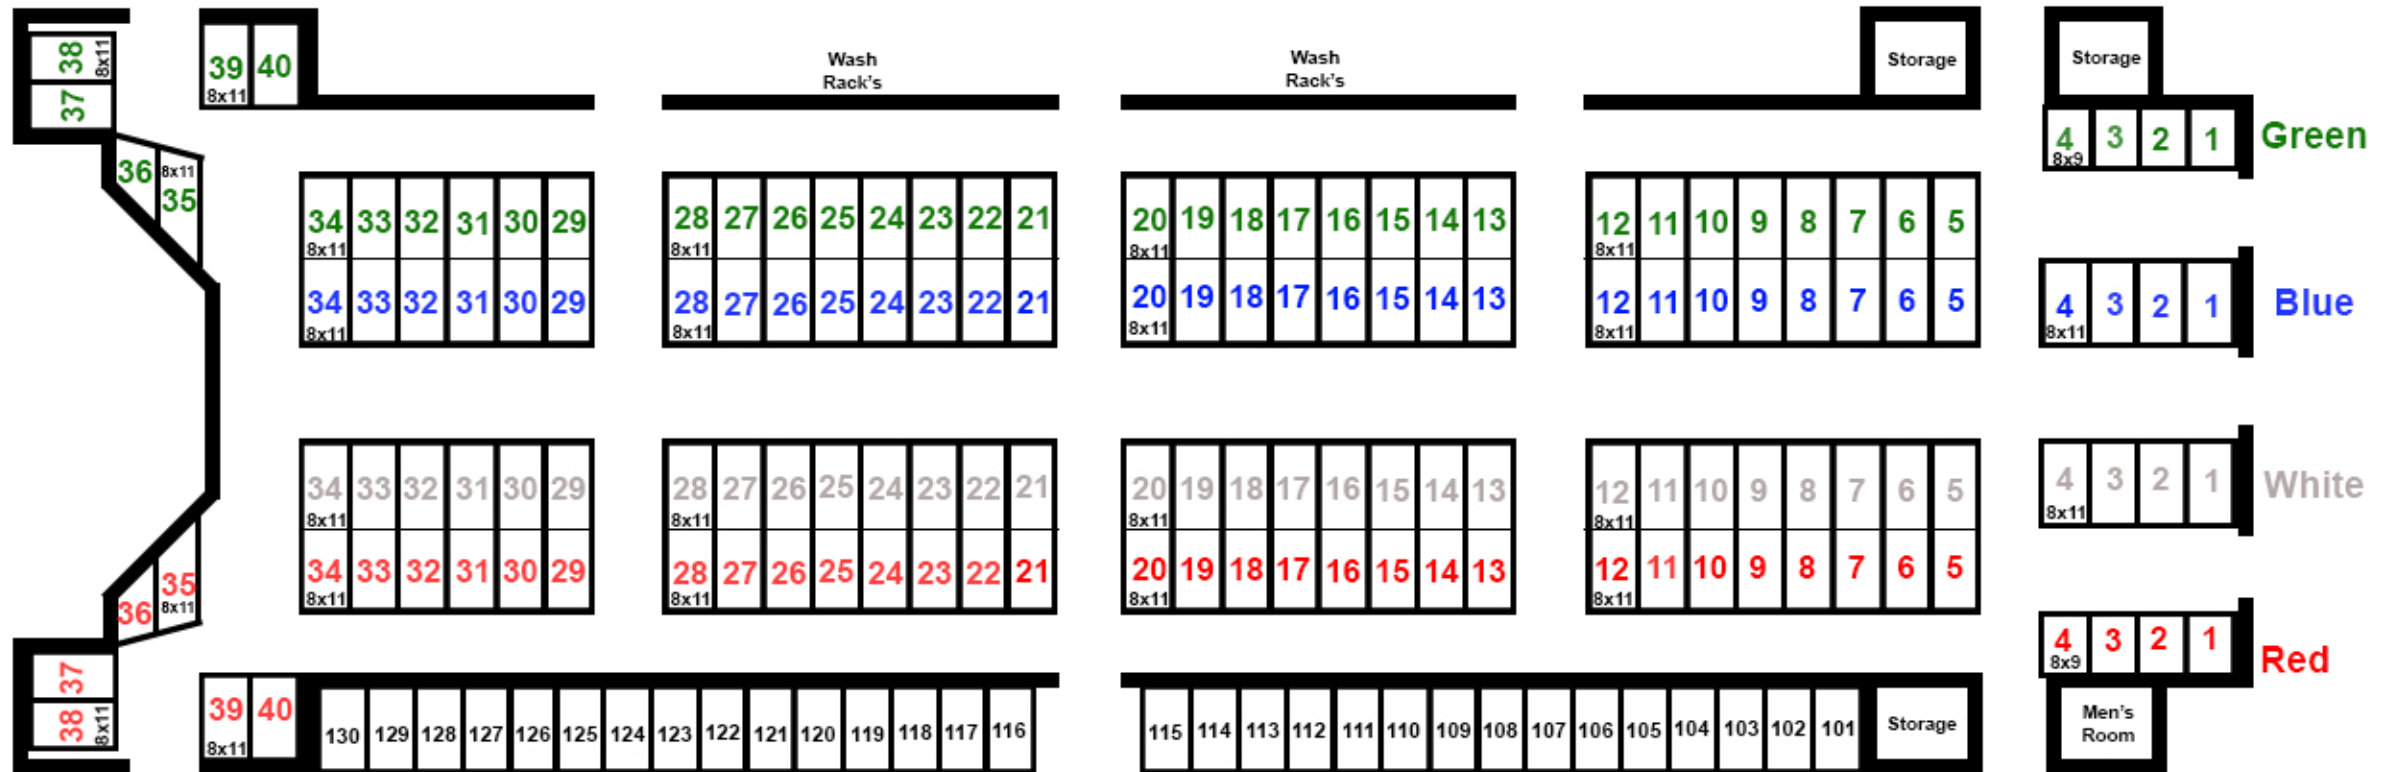 38 8x11
37
39 40
8x11
Wash
Rack's
Wash
Rack's
Storage
Storage
4 3 2 1 Green
8x9
36 8x11
35
34 33 32 31 30 29 28 27 26 25 24 23 22 21 20 19 18 17 16 15 14 13 12 11 10 9 8 7 6 5
8x11 8x11 8x11 8x11
34 33 32 31 30 29 28 27 26 25 24 23 22 21 20 19 18 17 16 15 14 13 12 11 10 9 8 7 6 5 4 3 2 1 Blue
8x11 8x11 8x11 8x11 8x11
34 33 32 31 30 29 28 27 26 25 24 23 22 21 20 19 18 17 16 15 14 13 12 11 10 9 8 7 6 5 4 3 2 1 White
8x11 8x11 8x11 8x11 8x11
34 33 32 31 30 29 28 27 26 25 24 23 22 21 20 19 18 17 16 15 14 13 12 11 10 9 8 7 6 5
8x11 8x11 8x11 8x11
36 35
8x11
4 3 2 1 Red
8x9
37
38 8x11
39 40
8x11
130 129 128 127 126 125 124 123 122 121 120 119 118 117 116 115 114 113 112 111 110 109 108 107 106 105 104 103 102 101 Storage
Men's
Room